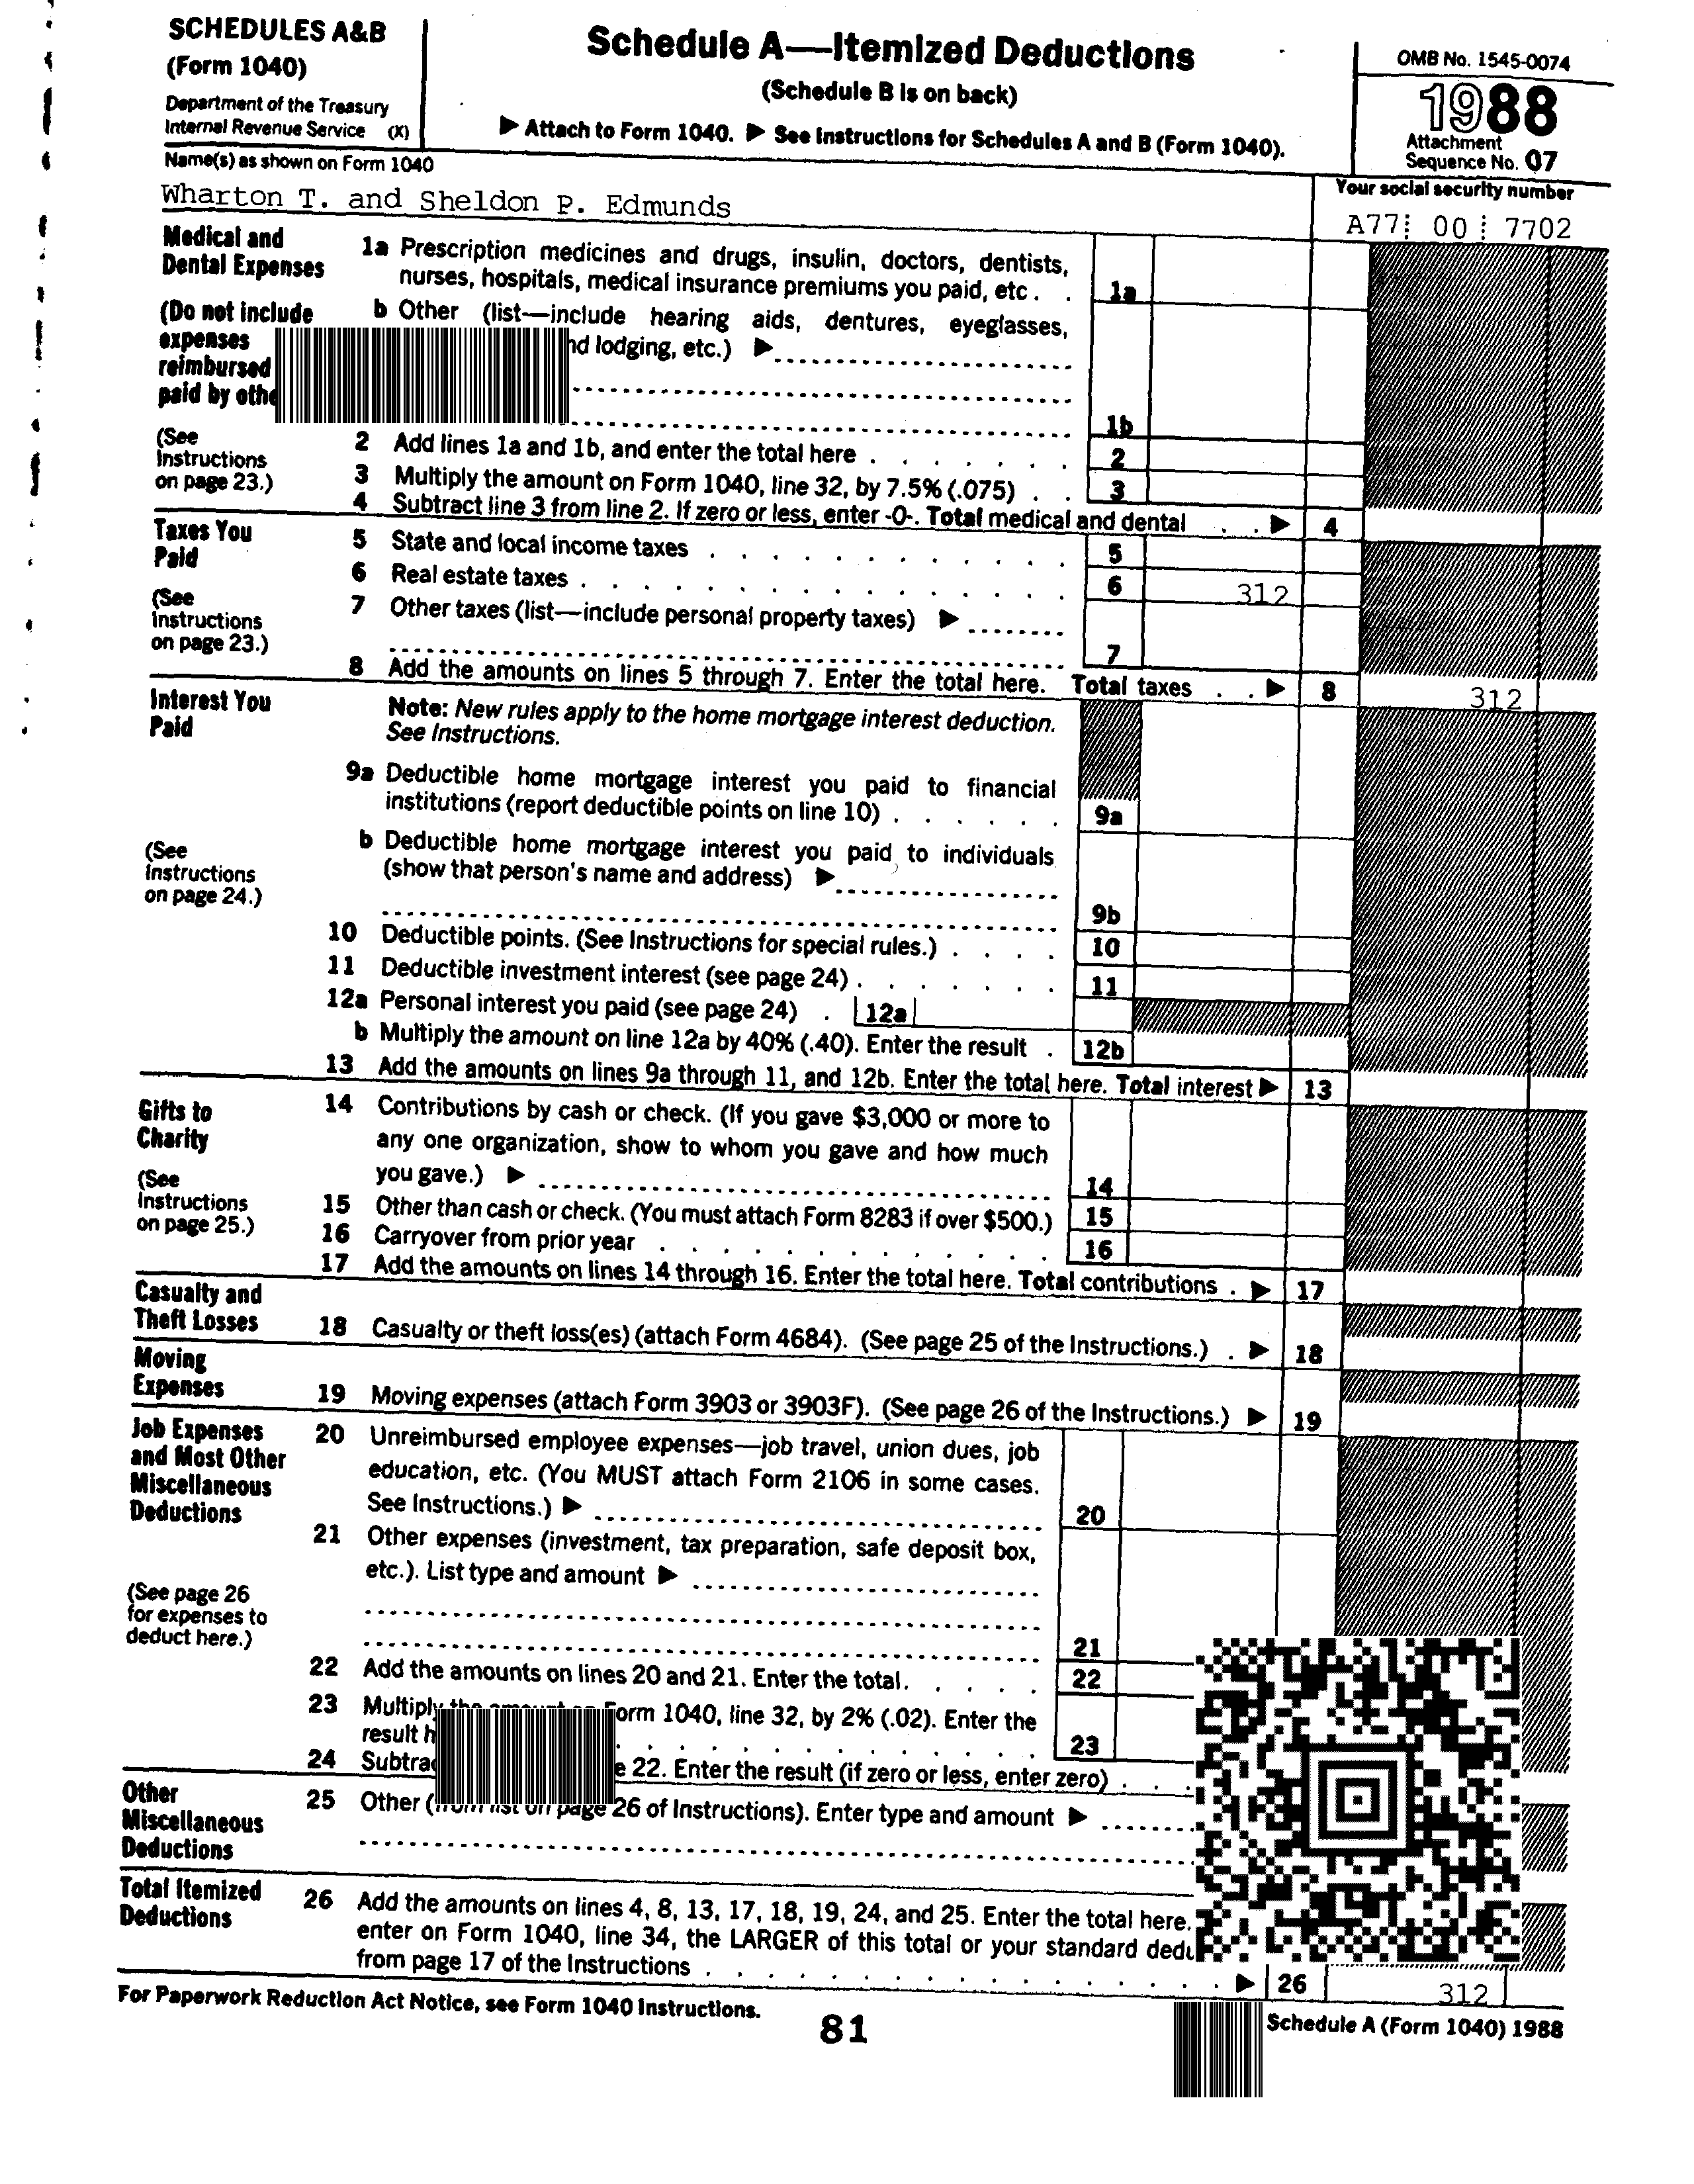 SCHEDULES A&B
(Form 1040)
Department of the Treasury
Internal Revenue Service (X)
Schedule A—Itemized Deductions
(Schedule B is on back)
▶ Attach to Form 1040. ▶ See Instructions for Schedules A and B (Form 1040).
OMB No. 1545-0074
1988
Attachment
Sequence No. 07
Name(s) as shown on Form 1040
Your social security number
Wharton T. and Sheldon P. Edmunds
A77 00 7702
Medical and
Dental Expenses
(Do not include
expenses
reimbursed
paid by
(See
Instructions
on page 23.)
1a Prescription medicines and drugs, insulin, doctors, dentists,
nurses, hospitals, medical insurance premiums you paid, etc . . 1a
b Other (list—include hearing aids, dentures, eyeglasses,
lodging, etc.) ▶
1b
2 Add lines 1a and 1b, and enter the total here . . . . . . . 2
3 Multiply the amount on Form 1040, line 32, by 7.5% (.075) . . 3
4 Subtract line 3 from line 2. If zero or less, enter -0-. Total medical and dental . . ▶ 4
Taxes You
Paid
(See
Instructions
on page 23.)
5 State and local income taxes . . . . . . . . . . . 5
6 Real estate taxes . . . . . . . . . . . . . . 6 312
7 Other taxes (list—include personal property taxes) ▶
7
8 Add the amounts on lines 5 through 7. Enter the total here. Total taxes . . ▶ 8 312
Interest You
Paid
(See
Instructions
on page 24.)
Note: New rules apply to the home mortgage interest deduction.
See Instructions.
9a Deductible home mortgage interest you paid to financial
institutions (report deductible points on line 10) . . . . . . 9a
b Deductible home mortgage interest you paid to individuals
(show that person's name and address) ▶
9b
10 Deductible points. (See Instructions for special rules.) . . . . 10
11 Deductible investment interest (see page 24) . . . . . . . 11
12a Personal interest you paid (see page 24) . 12a
b Multiply the amount on line 12a by 40% (.40). Enter the result . 12b
13 Add the amounts on lines 9a through 11, and 12b. Enter the total here. Total interest ▶ 13
Gifts to
Charity
(See
Instructions
on page 25.)
14 Contributions by cash or check. (If you gave $3,000 or more to
any one organization, show to whom you gave and how much
you gave.) ▶ 14
15 Other than cash or check. (You must attach Form 8283 if over $500.) 15
16 Carryover from prior year . . . . . . . . . . . . . 16
17 Add the amounts on lines 14 through 16. Enter the total here. Total contributions . ▶ 17
Casualty and
Theft Losses
18 Casualty or theft loss(es) (attach Form 4684). (See page 25 of the Instructions.) . ▶ 18
Moving
Expenses
19 Moving expenses (attach Form 3903 or 3903F). (See page 26 of the Instructions.) ▶ 19
Job Expenses
and Most Other
Miscellaneous
Deductions
(See page 26
for expenses to
deduct here.)
20 Unreimbursed employee expenses—job travel, union dues, job
education, etc. (You MUST attach Form 2106 in some cases.
See Instructions.) ▶ 20
21 Other expenses (investment, tax preparation, safe deposit box,
etc.). List type and amount ▶
21
22 Add the amounts on lines 20 and 21. Enter the total . . . . . 22
23 Multiply 1040, line 32, by 2% (.02). Enter the
result 23
24 22. Enter the result (if zero or less, enter zero) . . . .
Other
Miscellaneous
Deductions
25 Other (from list on page 26 of Instructions). Enter type and amount ▶
Total Itemized
Deductions
26 Add the amounts on lines 4, 8, 13, 17, 18, 19, 24, and 25. Enter the total here.
enter on Form 1040, line 34, the LARGER of this total or your standard
from page 17 of the Instructions . . . . . . . . . . . . . . . . . ▶ 26 312
For Paperwork Reduction Act Notice, see Form 1040 Instructions.
81
Schedule A (Form 1040) 1988